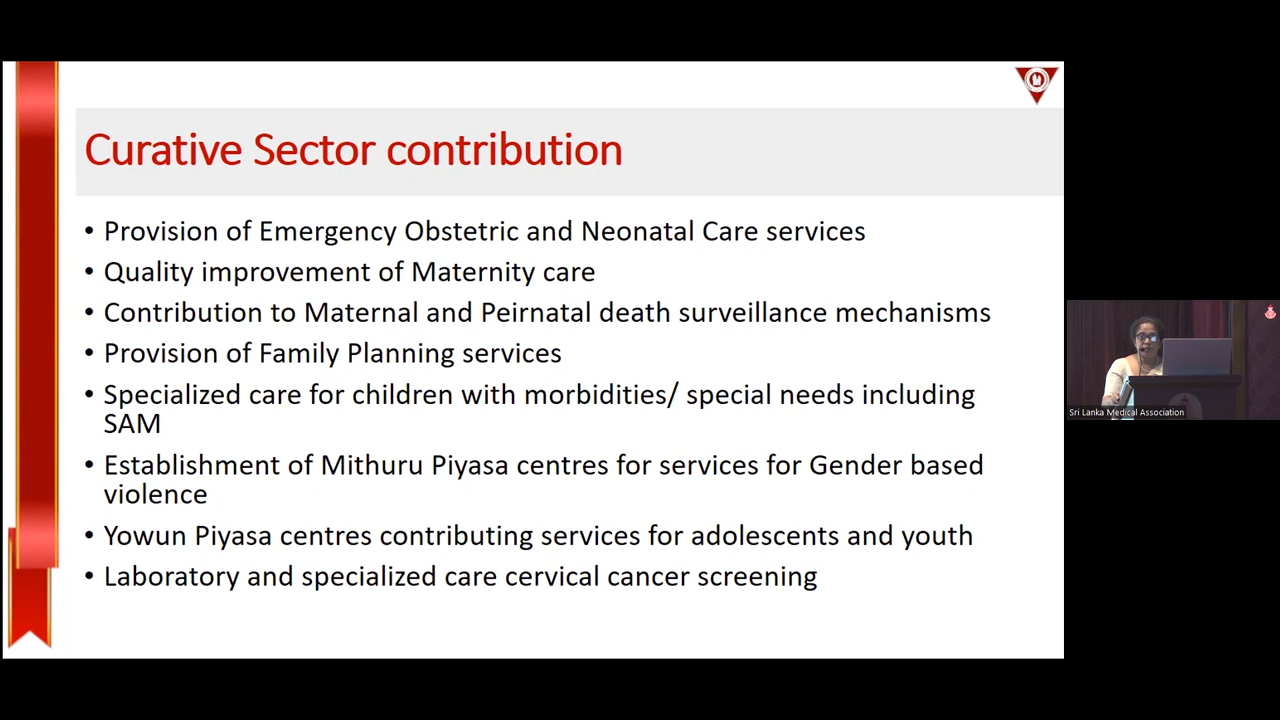 Curative Sector contribution
• Provision of Emergency Obstetric and Neonatal Care services
• Quality improvement of Maternity care
• Contribution to Maternal and Peirnatal death surveillance mechanisms
• Provision of Family Planning services
• Specialized care for children with morbidities/ special needs including
SAM
• Establishment of Mithuru Piyasa centres for services for Gender based
violence
• Yowun Piyasa centres contributing services for adolescents and youth
• Laboratory and specialized care cervical cancer screening
Sri Lanka Medical Association